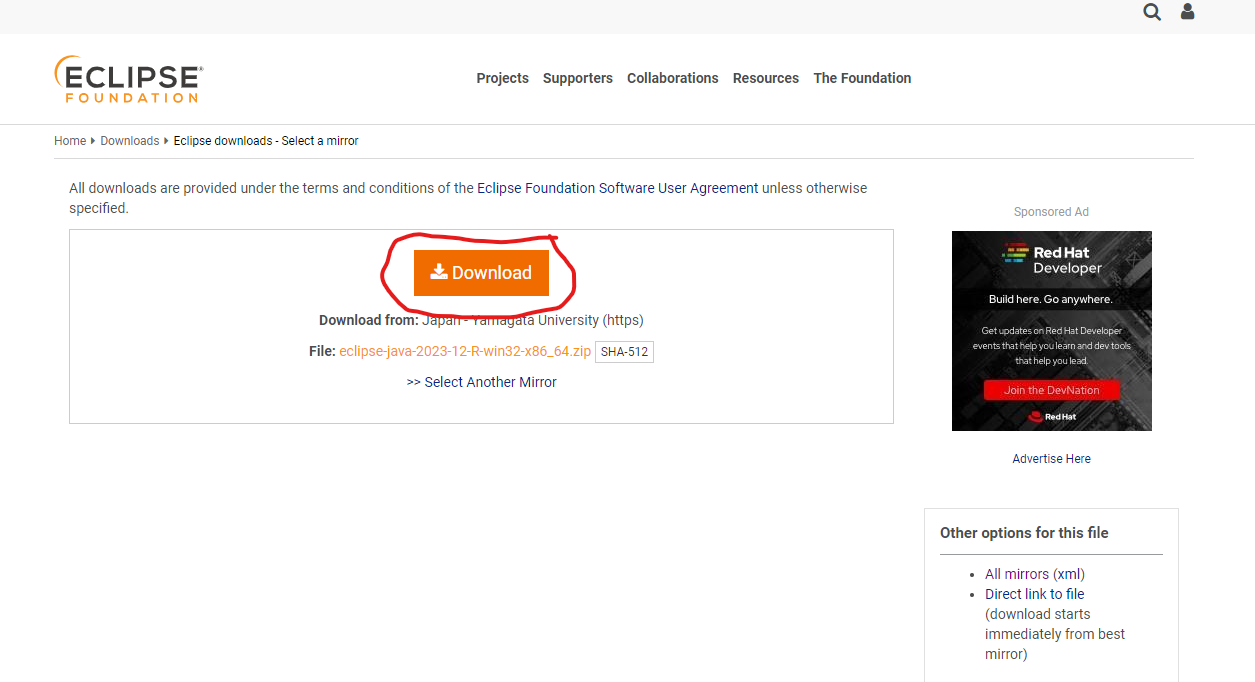 ECLIPSE®
FOUNDATION
Projects Supporters Collaborations Resources The Foundation
Home Downloads Eclipse downloads - Select a mirror
All downloads are provided under the terms and conditions of the Eclipse Foundation Software User Agreement unless otherwise
specified.
Download
Download from: Japan - Yamagata University (https)
File: eclipse-java-2023-12-R-win32-x86_64.zip SHA-512
>> Select Another Mirror
Sponsored Ad
Red Hat
Developer
Build here. Go anywhere.
Get updates on Red Hat Developer
events that help you learn and dev tools
that help you lead.
Join the DevNation
Red Hat
Advertise Here
Other options for this file
All mirrors (xml)
Direct link to file
(download starts
immediately from best
mirror)